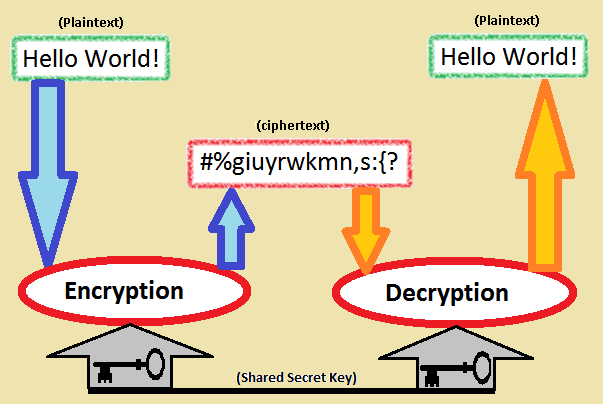 (Plaintext)
Hello World!
(Plaintext)
Hello World!
(ciphertext)
#%giuyrwkmn,s:{?
Encryption
Decryption
(Shared Secret Key)